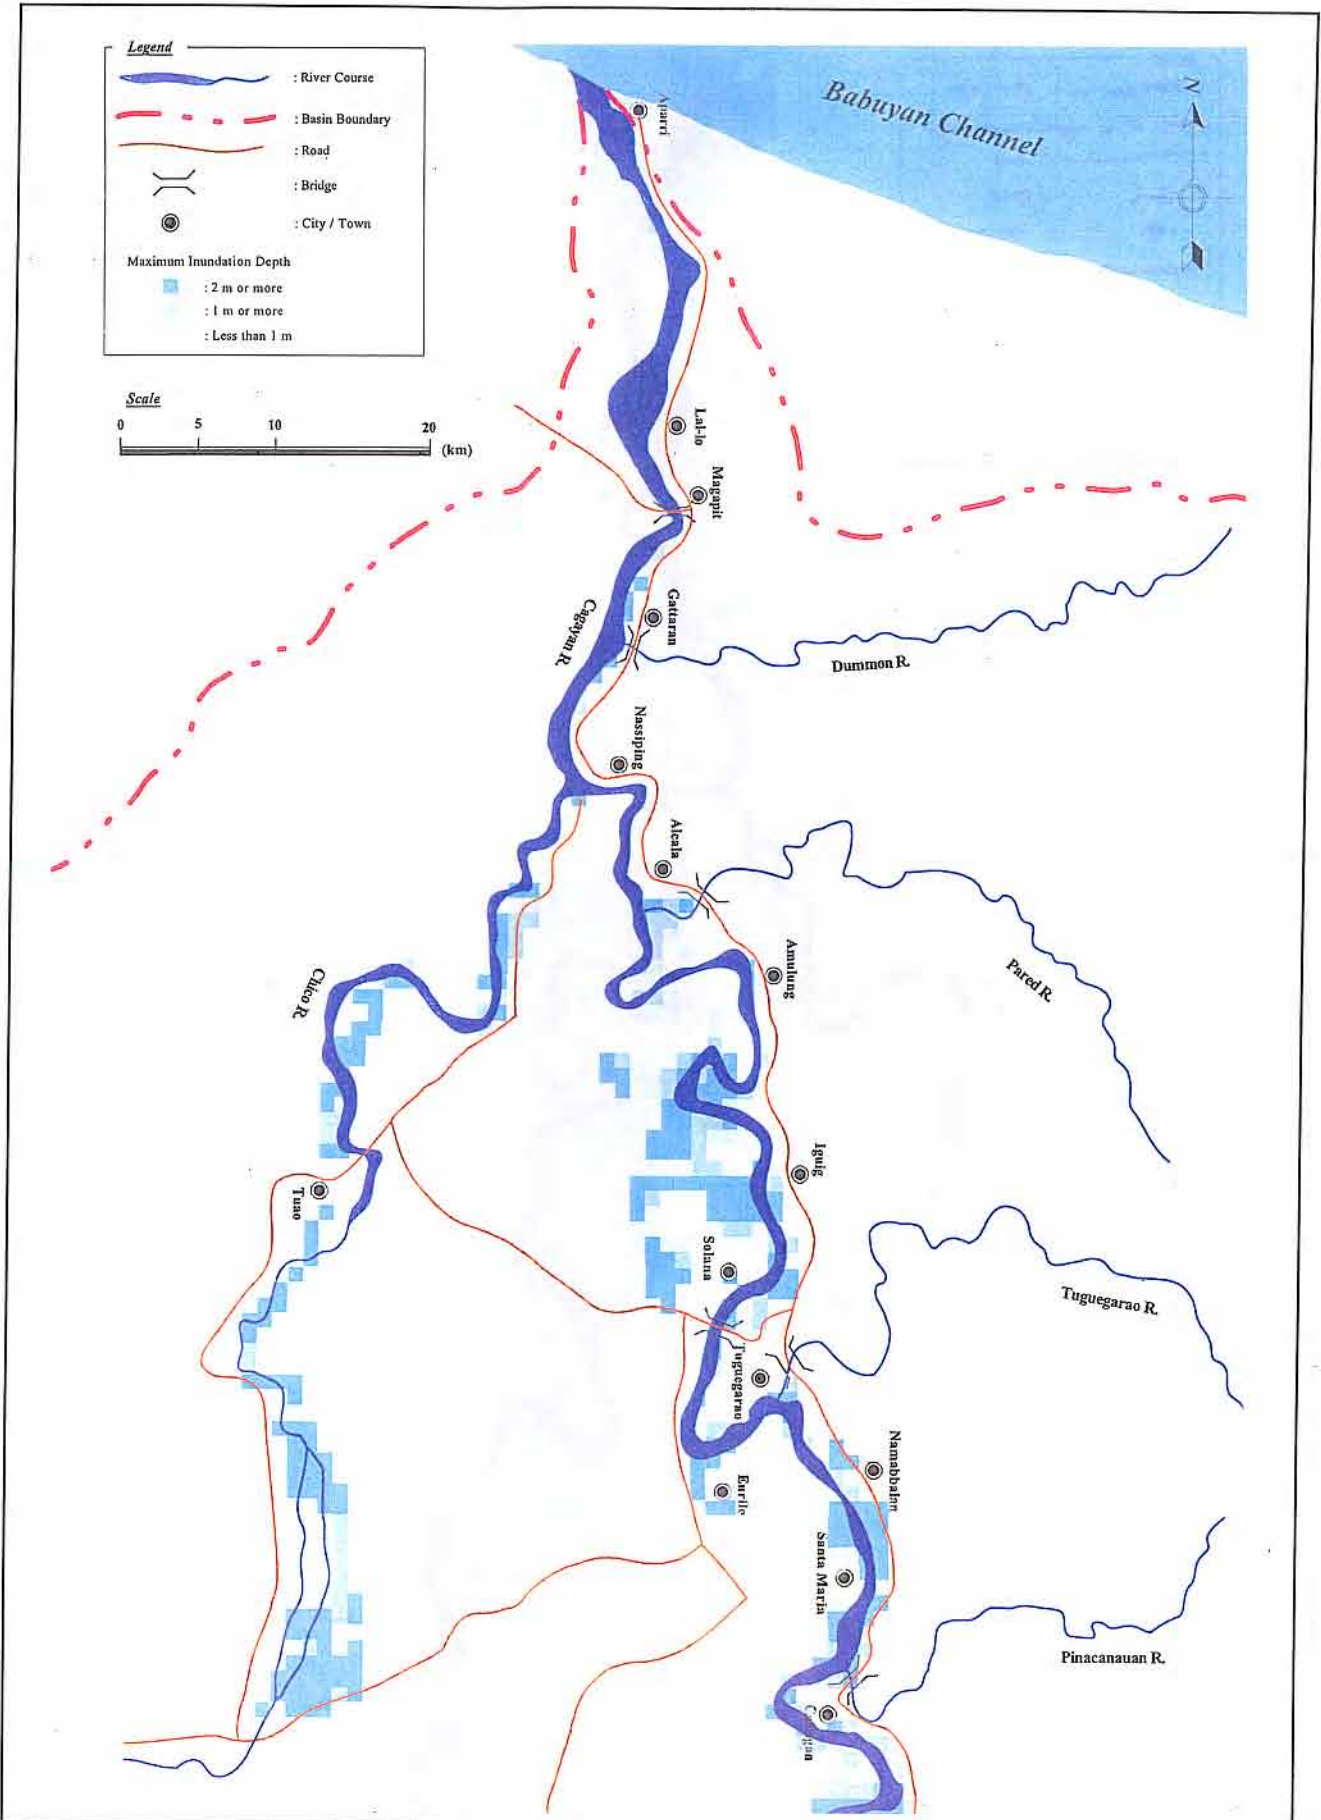 Legend
: River Course
: Basin Boundary
: Road
: Bridge
: City / Town
Maximum Inundation Depth
: 2 m or more
: 1 m or more
: Less than 1 m
Scale
0 5 10 20
(km)
N
Babuyan Channel
Aparri
Lal-lo
Magapit
Gattaran
Cagayan R.
Dummon R.
Nassiping
Alcala
Amulung
Pared R.
Chico R.
Iguig
Tuao
Solana
Tuguegarao R.
Tuguegarao
Namabbalan
Enrile
Santa Maria
Pinacanauan R.